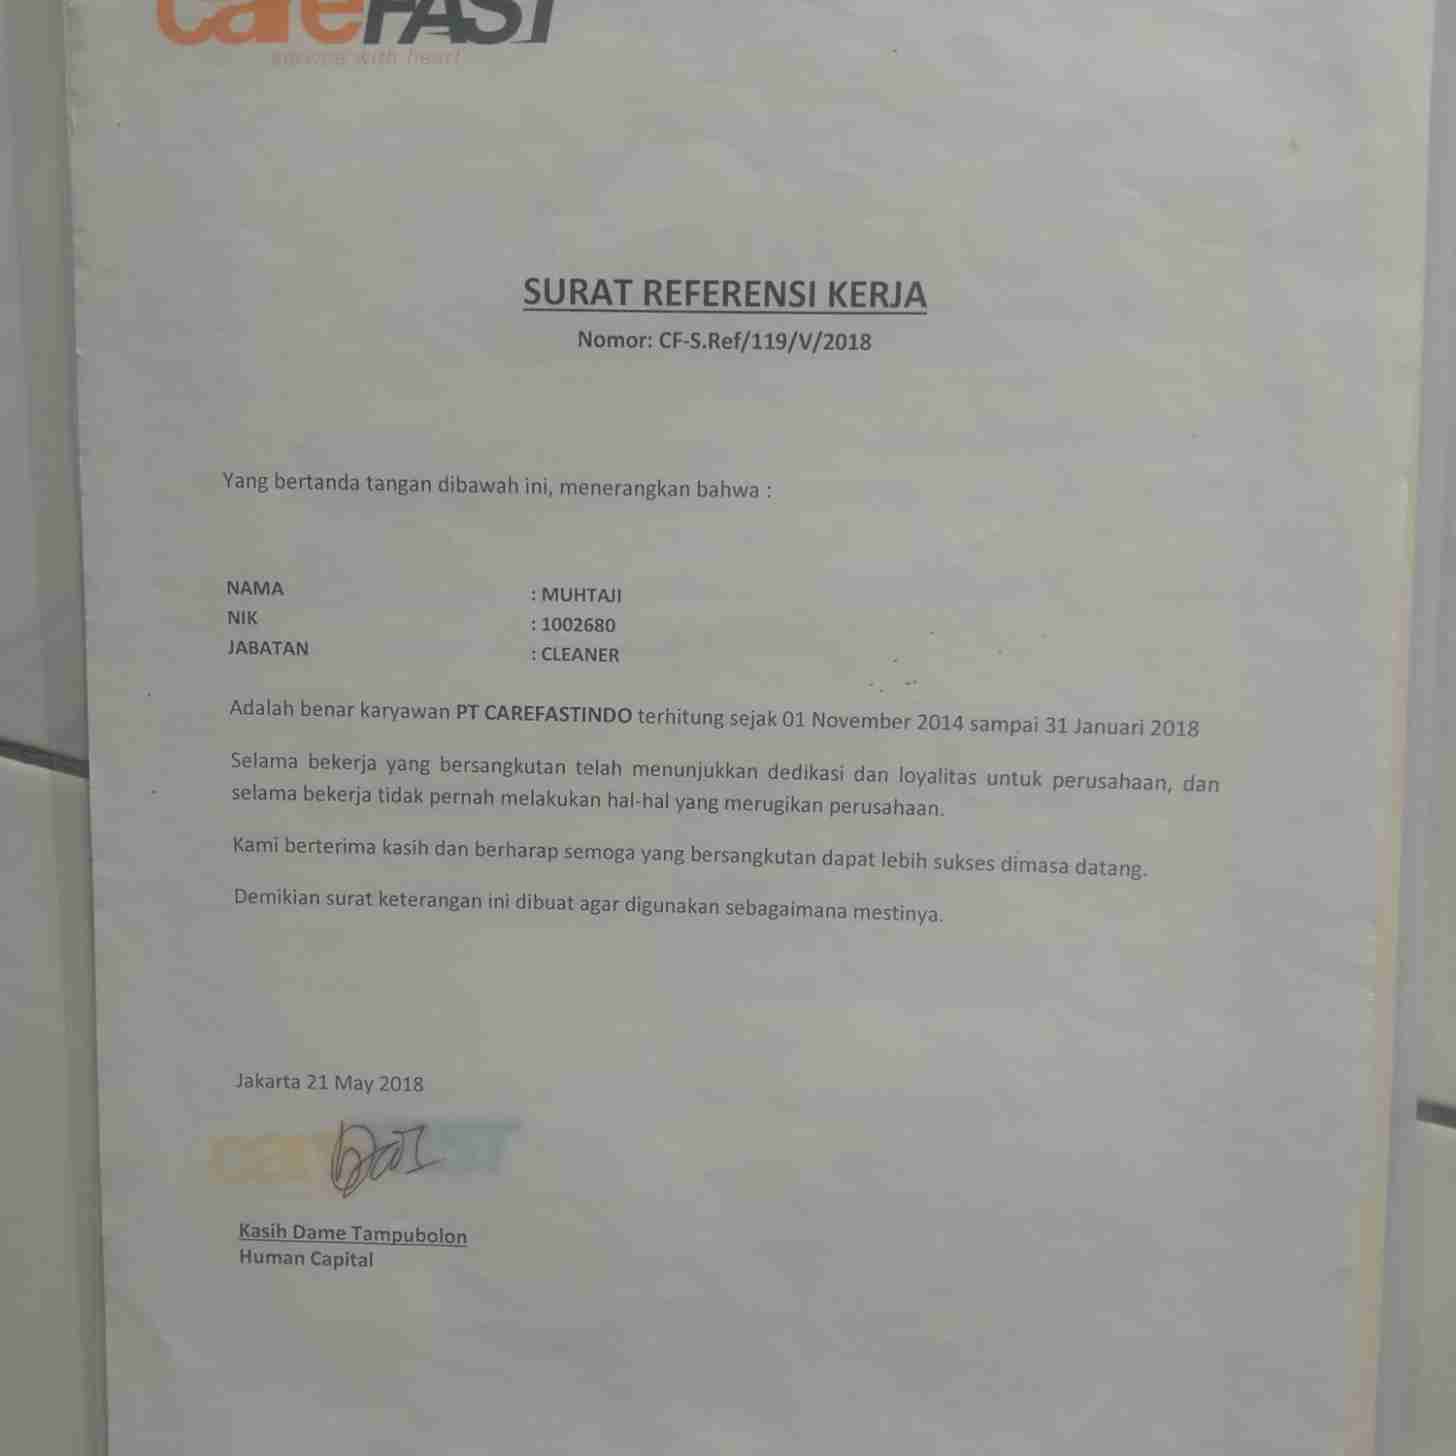 careFAST
service with heart
SURAT REFERENSI KERJA
Nomor: CF-S.Ref/119/V/2018
Yang bertanda tangan dibawah ini, menerangkan bahwa :
NAMA : MUHTAJI
NIK : 1002680
JABATAN : CLEANER
Adalah benar karyawan PT CAREFASTINDO terhitung sejak 01 November 2014 sampai 31 Januari 2018
Selama bekerja yang bersangkutan telah menunjukkan dedikasi dan loyalitas untuk perusahaan, dan
selama bekerja tidak pernah melakukan hal-hal yang merugikan perusahaan.
Kami berterima kasih dan berharap semoga yang bersangkutan dapat lebih sukses dimasa datang.
Demikian surat keterangan ini dibuat agar digunakan sebagaimana mestinya.
Jakarta 21 May 2018
Kasih Dame Tampubolon
Human Capital